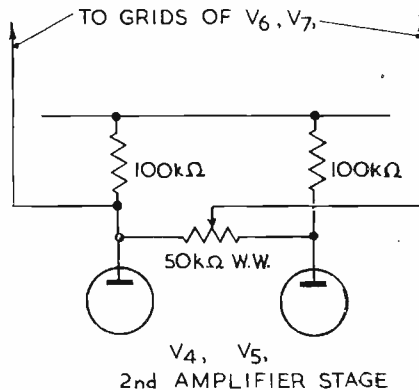 TO GRIDS OF V6, V7,
100kΩ
100kΩ
50kΩ W.W.
V4, V5,
2nd AMPLIFIER STAGE